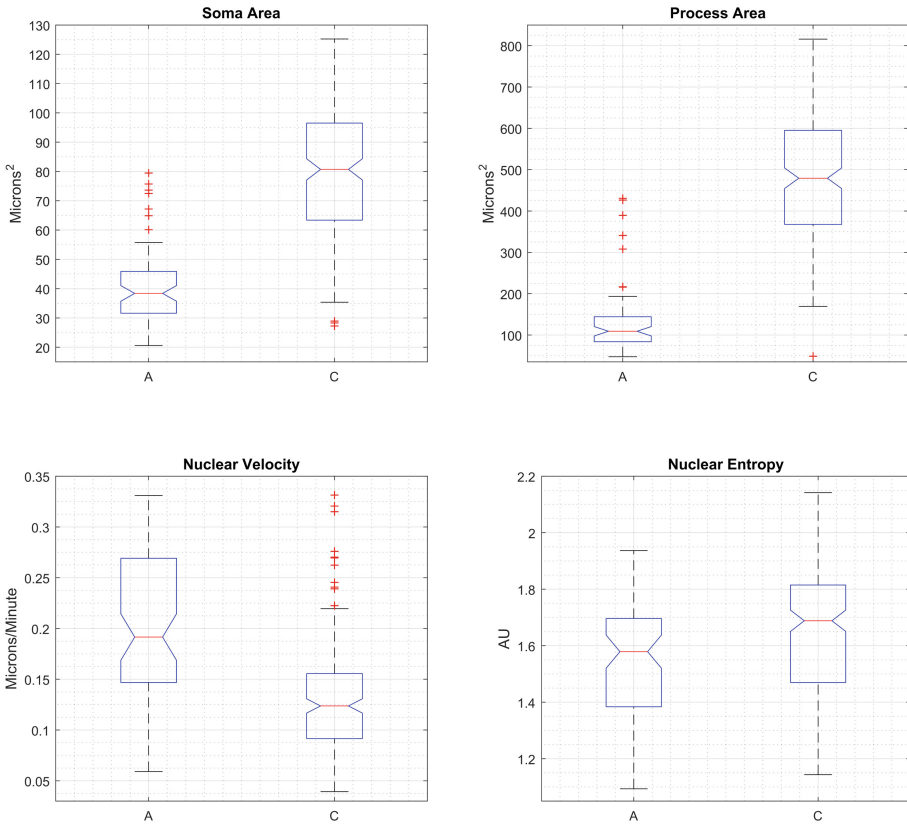 Soma Area
130
120
110
100
90
80
70
60
50
40
30
20
Microns²
A C
Process Area
800
700
600
500
400
300
200
100
Microns²
A C
Nuclear Velocity
0.35
0.3
0.25
0.2
0.15
0.1
0.05
Microns/Minute
A C
Nuclear Entropy
2.2
2
1.8
1.6
1.4
1.2
AU
A C